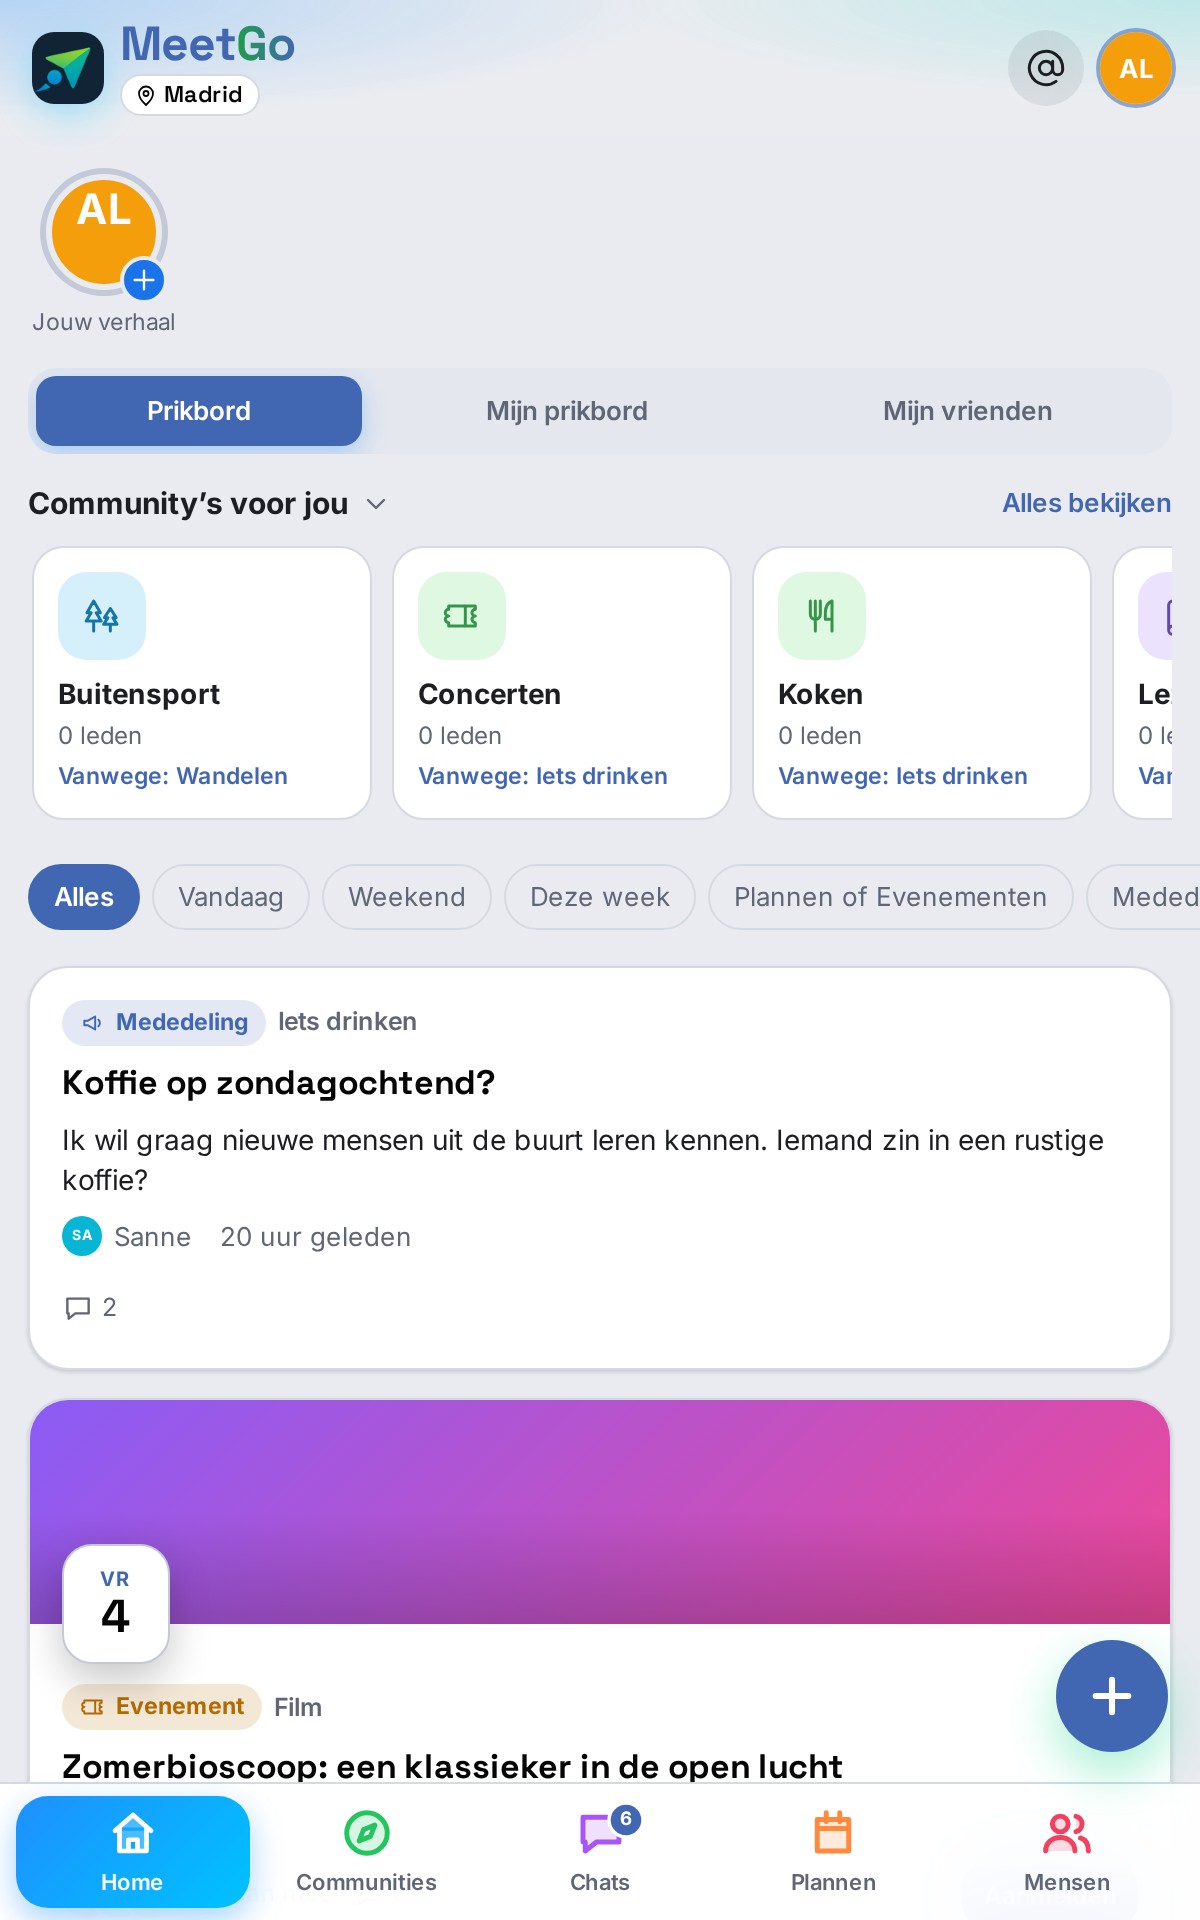 MeetGo
Madrid
@
AL
AL
Jouw verhaal
Prikbord
Mijn prikbord
Mijn vrienden
Community's voor jou
Alles bekijken
Buitensport
0 leden
Vanwege: Wandelen
Concerten
0 leden
Vanwege: Iets drinken
Koken
0 leden
Vanwege: Iets drinken
Alles
Vandaag
Weekend
Deze week
Plannen of Evenementen
Mededeling
Iets drinken
Koffie op zondagochtend?
Ik wil graag nieuwe mensen uit de buurt leren kennen. Iemand zin in een rustige
koffie?
SA
Sanne
20 uur geleden
2
VR
4
Evenement
Film
Zomerbioscoop: een klassieker in de open lucht
Home
Communities
6
Chats
Plannen
Mensen